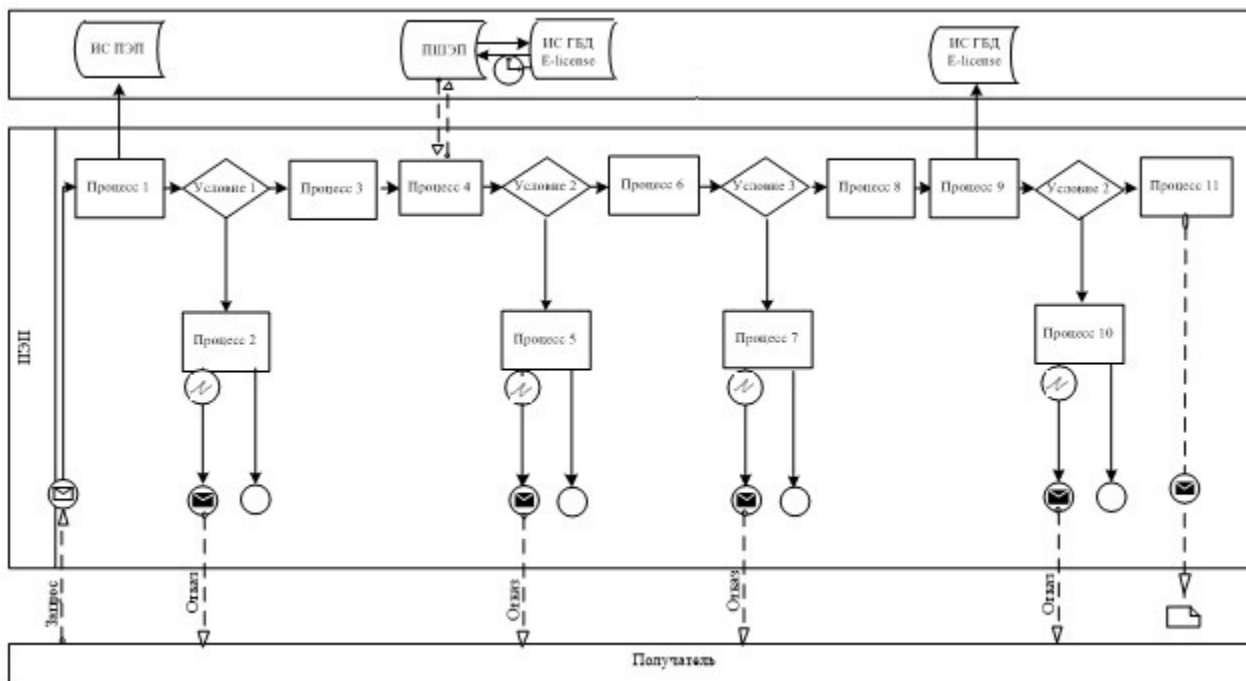 ИС ПЭП
ПШЭП
ИС ГБД
E-license
ИС ГБД
E-license
Процесс 1
Условие 1
Процесс 3
Процесс 4
Условие 2
Процесс 6
Условие 3
Процесс 8
Процесс 9
Условие 2
Процесс 11
Процесс 2
Процесс 5
Процесс 7
Процесс 10
ПЭП
Запрос
Отказ
Отказ
Отказ
Отказ
Получатель